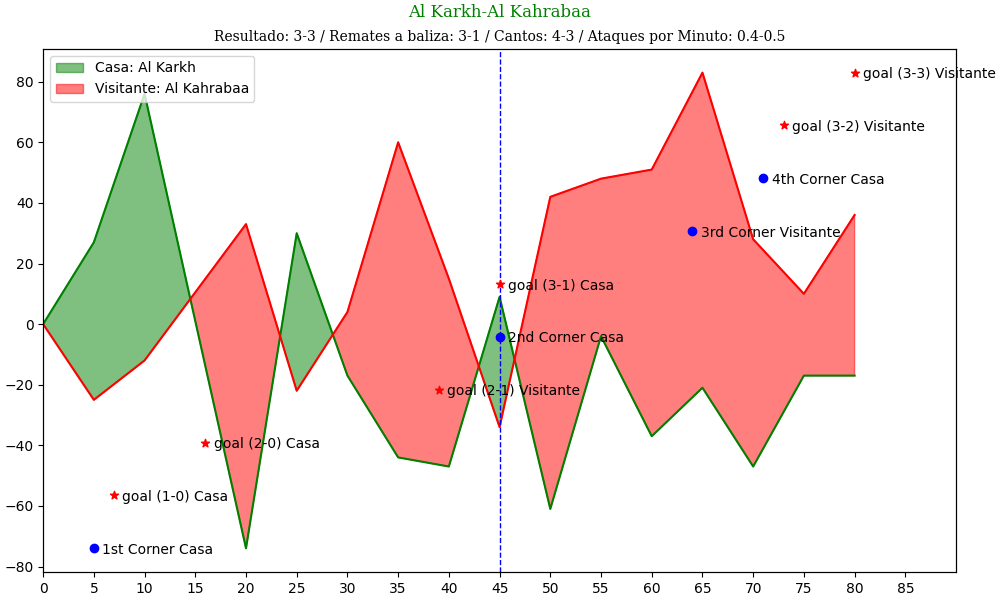 Al Karkh-Al Kahrabaa
Resultado: 3-3 / Remates a baliza: 3-1 / Cantos: 4-3 / Ataques por Minuto: 0.4-0.5
Casa: Al Karkh
Visitante: Al Kahrabaa
80
60
40
20
0
−20
−40
−60
−80
goal (3-3) Visitante
goal (3-2) Visitante
4th Corner Casa
3rd Corner Visitante
goal (3-1) Casa
2nd Corner Casa
goal (2-1) Visitante
goal (2-0) Casa
goal (1-0) Casa
1st Corner Casa
0 5 10 15 20 25 30 35 40 45 50 55 60 65 70 75 80 85